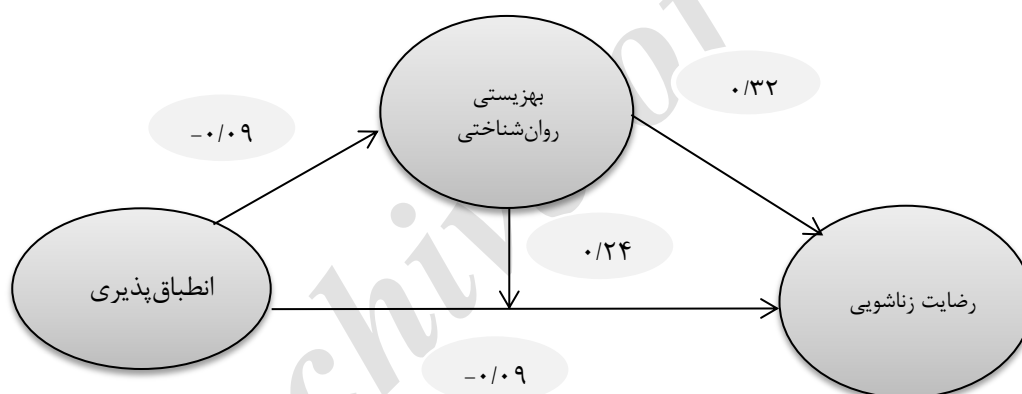 بهزیستی
روان‌شناختی
۰/۳۲
-۰/۰۹
۰/۲۴
انطباق‌پذیری
رضایت زناشویی
-۰/۰۹